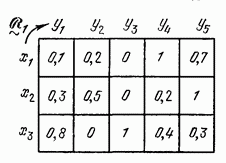 R̰₁ y₁ y₂ y₃ y₄ y₅
x₁ 0,1 0,2 0 1 0,7
x₂ 0,3 0,5 0 0,2 1
x₃ 0,8 0 1 0,4 0,3